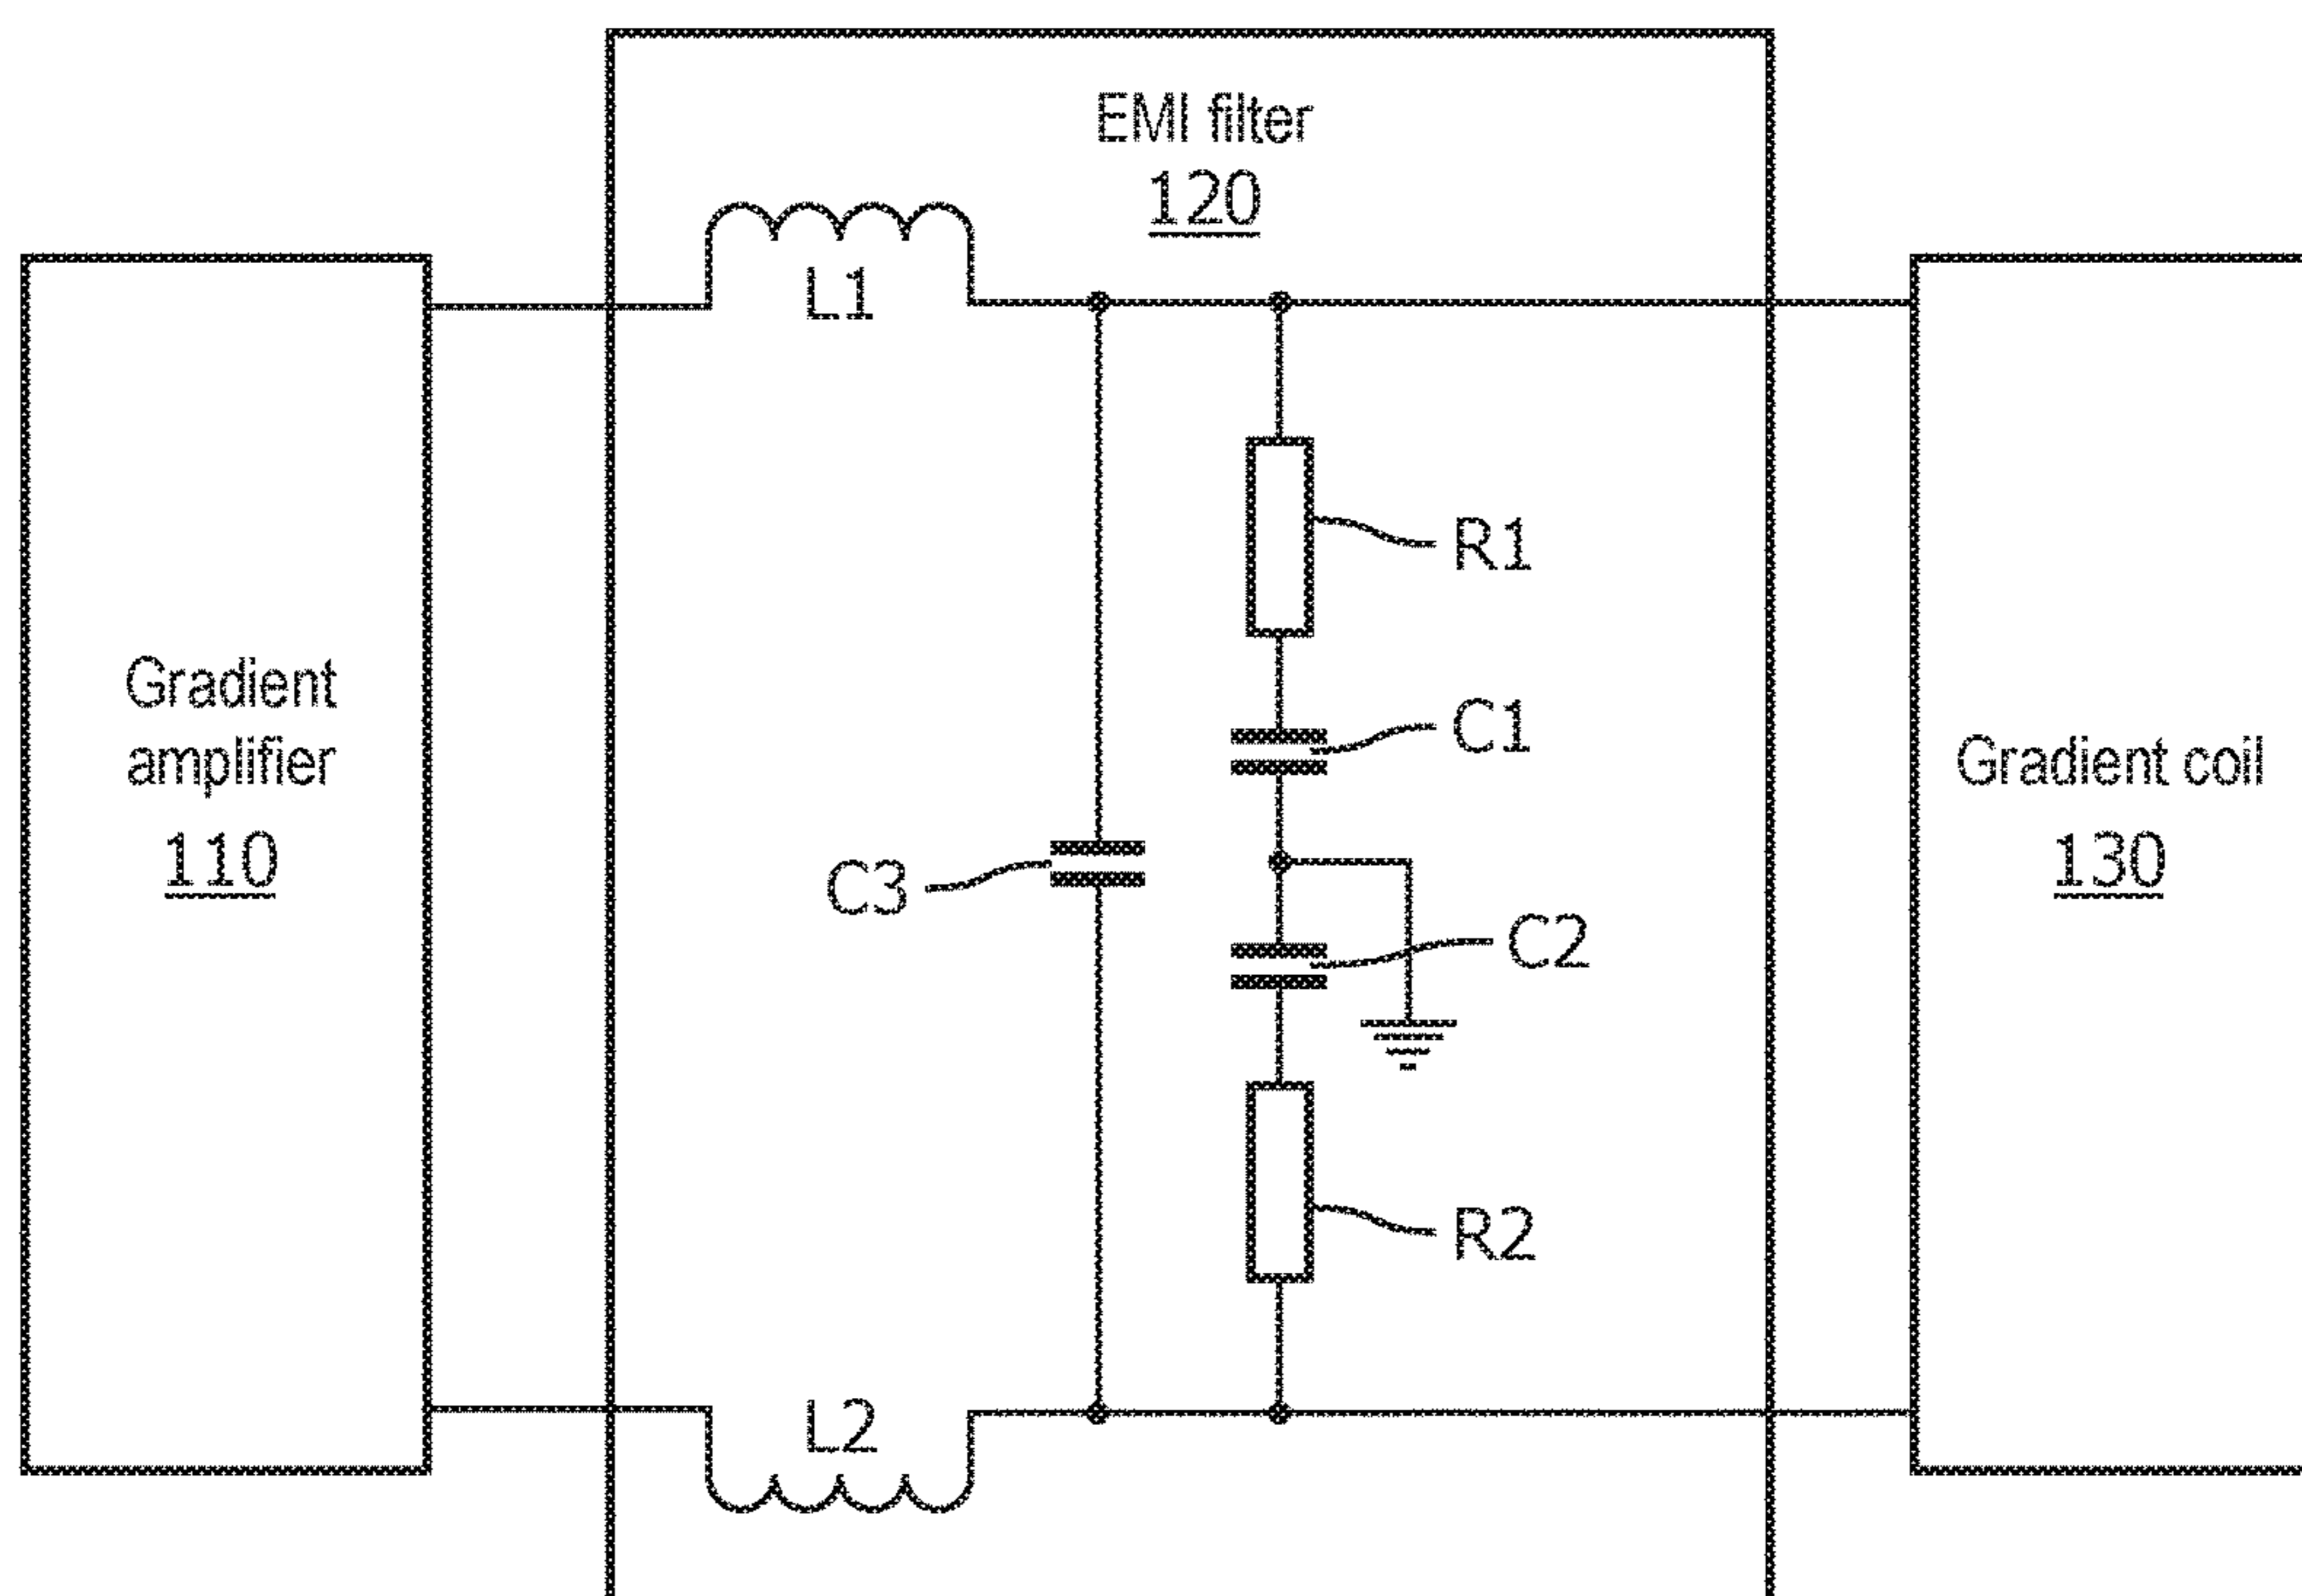 EMI filter
120
L1
R1
C1
Gradient
amplifier
110
C3
Gradient coil
130
C2
R2
L2